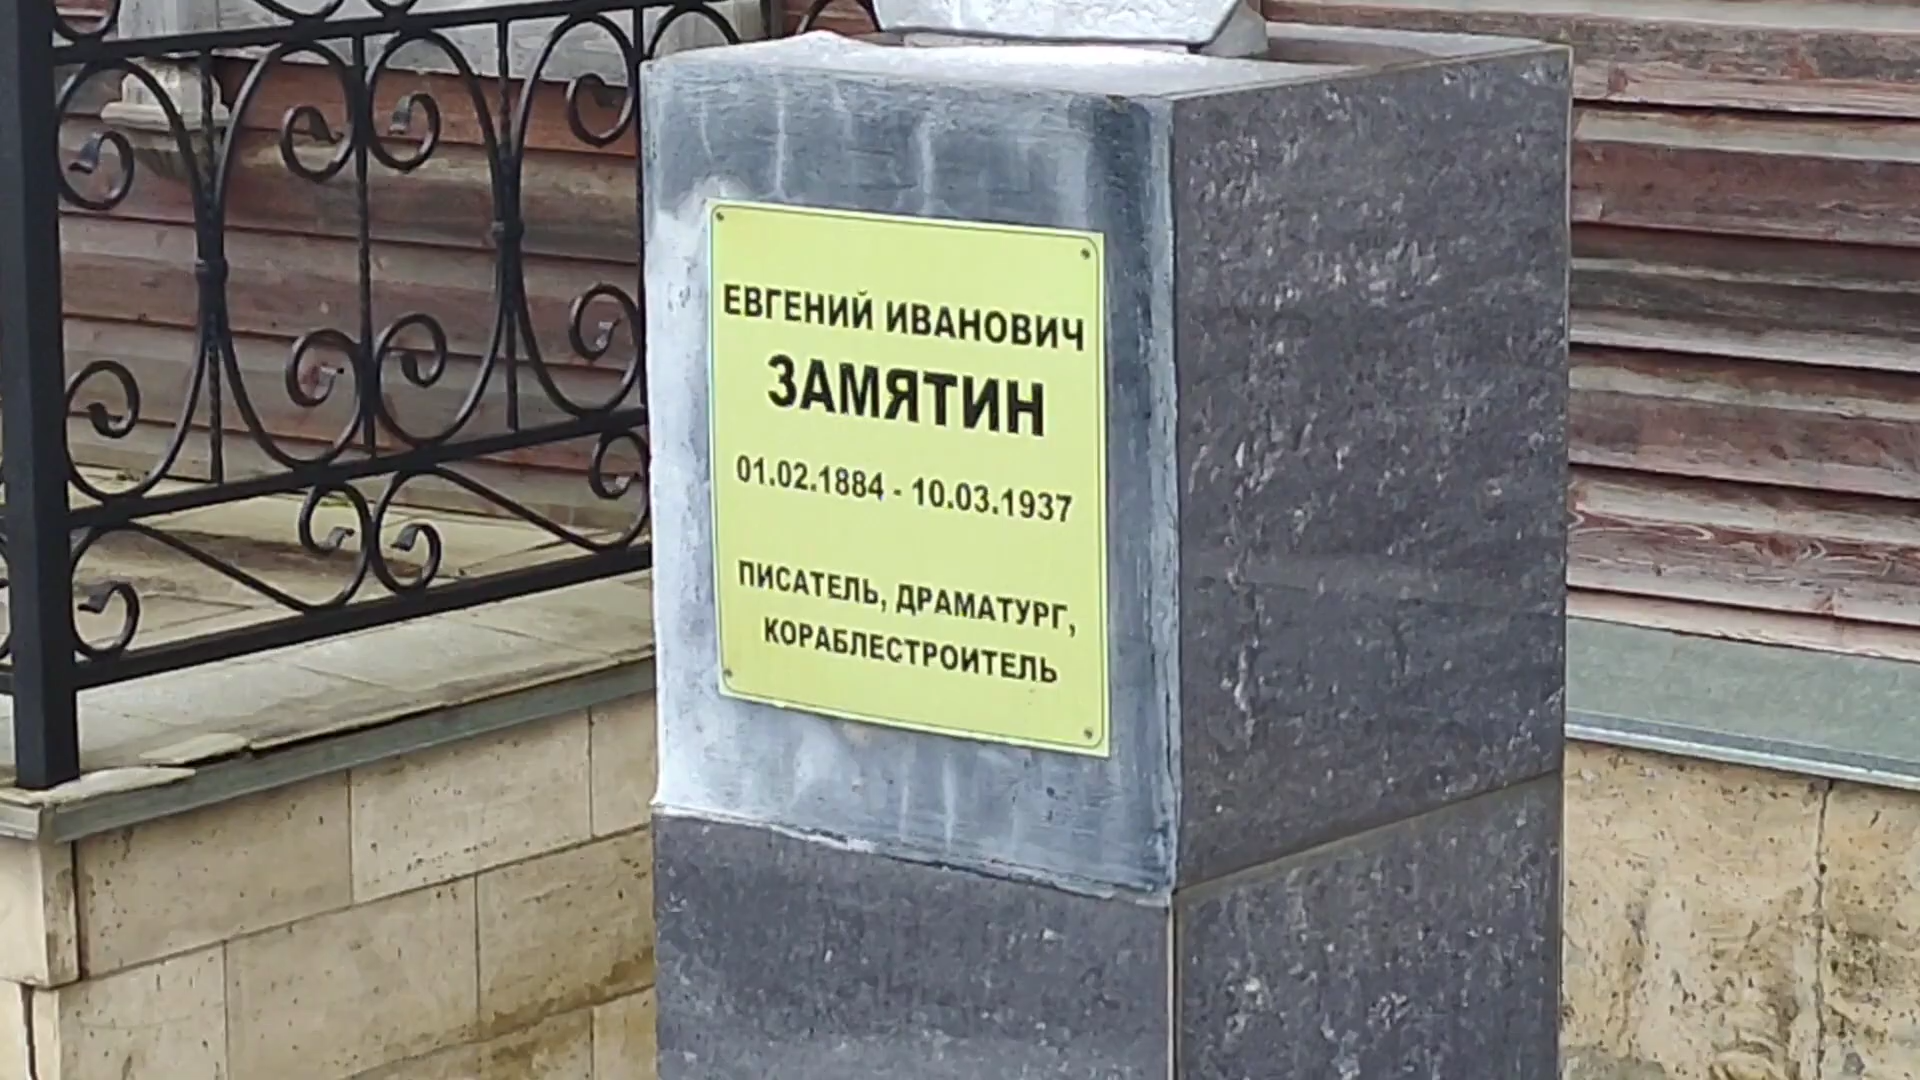 ЕВГЕНИЙ ИВАНОВИЧ
ЗАМЯТИН
01.02.1884 - 10.03.1937
ПИСАТЕЛЬ, ДРАМАТУРГ,
КОРАБЛЕСТРОИТЕЛЬ